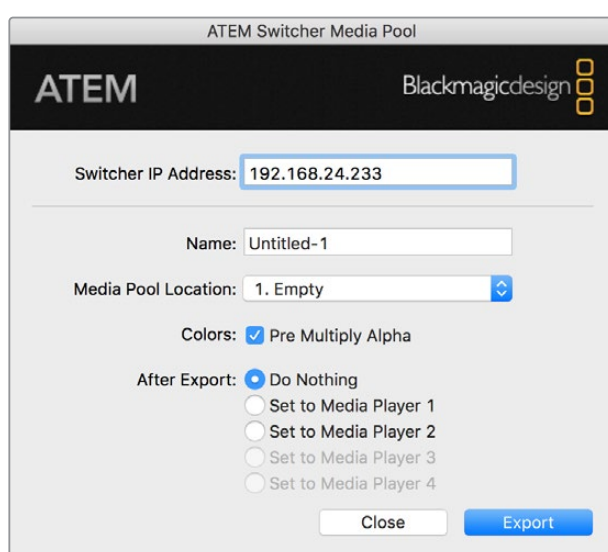 ATEM Switcher Media Pool
ATEM
Blackmagicdesign
Switcher IP Address: 192.168.24.233
Name: Untitled-1
Media Pool Location: 1. Empty
Colors: Pre Multiply Alpha
After Export: Do Nothing
Set to Media Player 1
Set to Media Player 2
Set to Media Player 3
Set to Media Player 4
Close Export